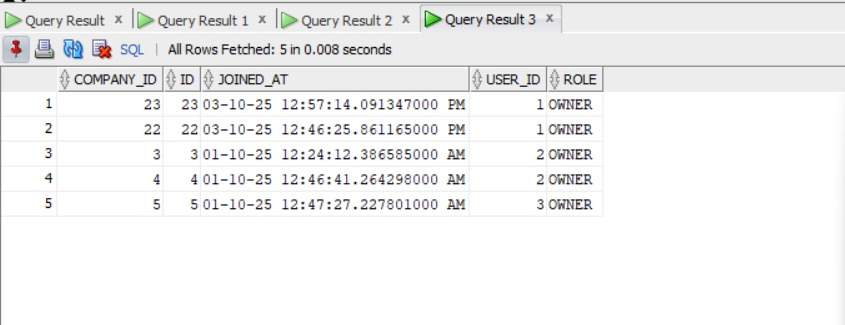 Query Result x Query Result 1 x Query Result 2 x Query Result 3 x
SQL | All Rows Fetched: 5 in 0.008 seconds
COMPANY_ID ID JOINED_AT USER_ID ROLE
1 23 23 03-10-25 12:57:14.091347000 PM 1 OWNER
2 22 22 03-10-25 12:46:25.861165000 PM 1 OWNER
3 3 3 01-10-25 12:24:12.386585000 AM 2 OWNER
4 4 4 01-10-25 12:46:41.264298000 AM 2 OWNER
5 5 5 01-10-25 12:47:27.227801000 AM 3 OWNER